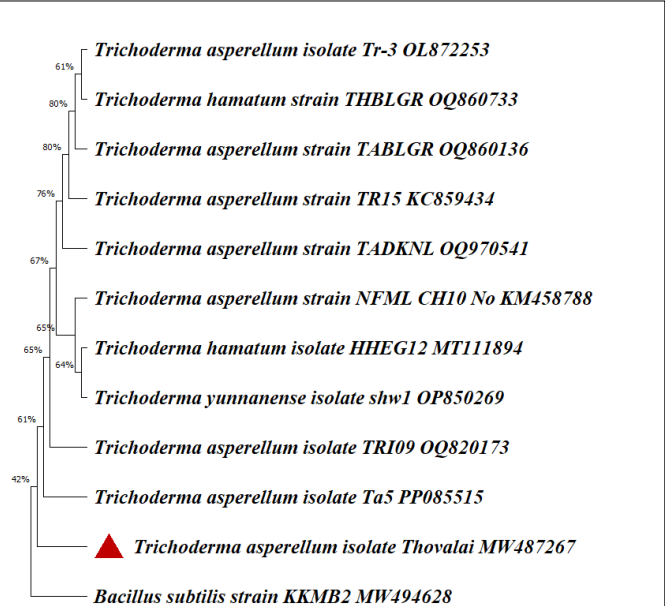 Trichoderma asperellum isolate Tr-3 OL872253
61%
Trichoderma hamatum strain THBLGR OQ860733
80%
Trichoderma asperellum strain TABLGR OQ860136
80%
Trichoderma asperellum strain TR15 KC859434
76%
Trichoderma asperellum strain TADKNL OQ970541
67%
Trichoderma asperellum strain NFML CH10 No KM458788
65%
Trichoderma hamatum isolate HHEG12 MT111894
65%
64%
Trichoderma yunnanense isolate shw1 OP850269
61%
Trichoderma asperellum isolate TRI09 OQ820173
42%
Trichoderma asperellum isolate Ta5 PP085515
Trichoderma asperellum isolate Thovalai MW487267
Bacillus subtilis strain KKMB2 MW494628